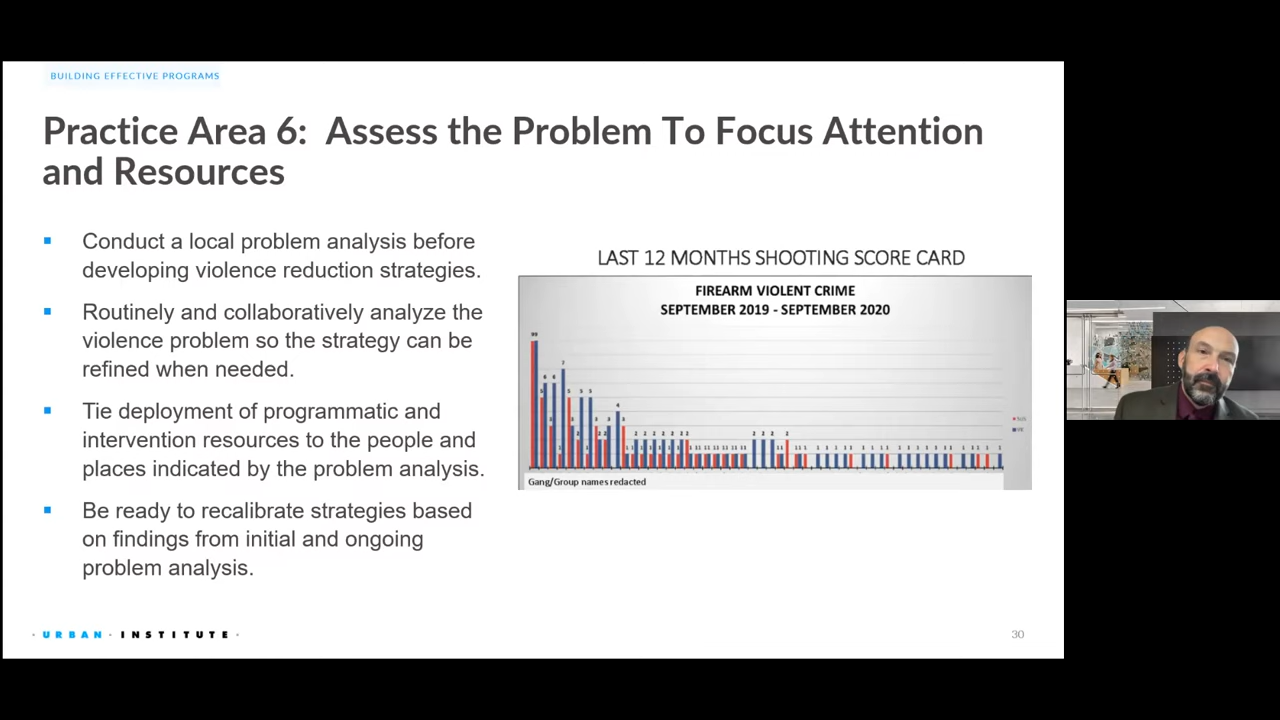 BUILDING EFFECTIVE PROGRAMS
Practice Area 6: Assess the Problem To Focus Attention
and Resources
Conduct a local problem analysis before
developing violence reduction strategies.
Routinely and collaboratively analyze the
violence problem so the strategy can be
refined when needed.
Tie deployment of programmatic and
intervention resources to the people and
places indicated by the problem analysis.
Be ready to recalibrate strategies based
on findings from initial and ongoing
problem analysis.
LAST 12 MONTHS SHOOTING SCORE CARD
FIREARM VIOLENT CRIME
SEPTEMBER 2019 - SEPTEMBER 2020
Gang/Group names redacted
URBAN · INSTITUTE
30